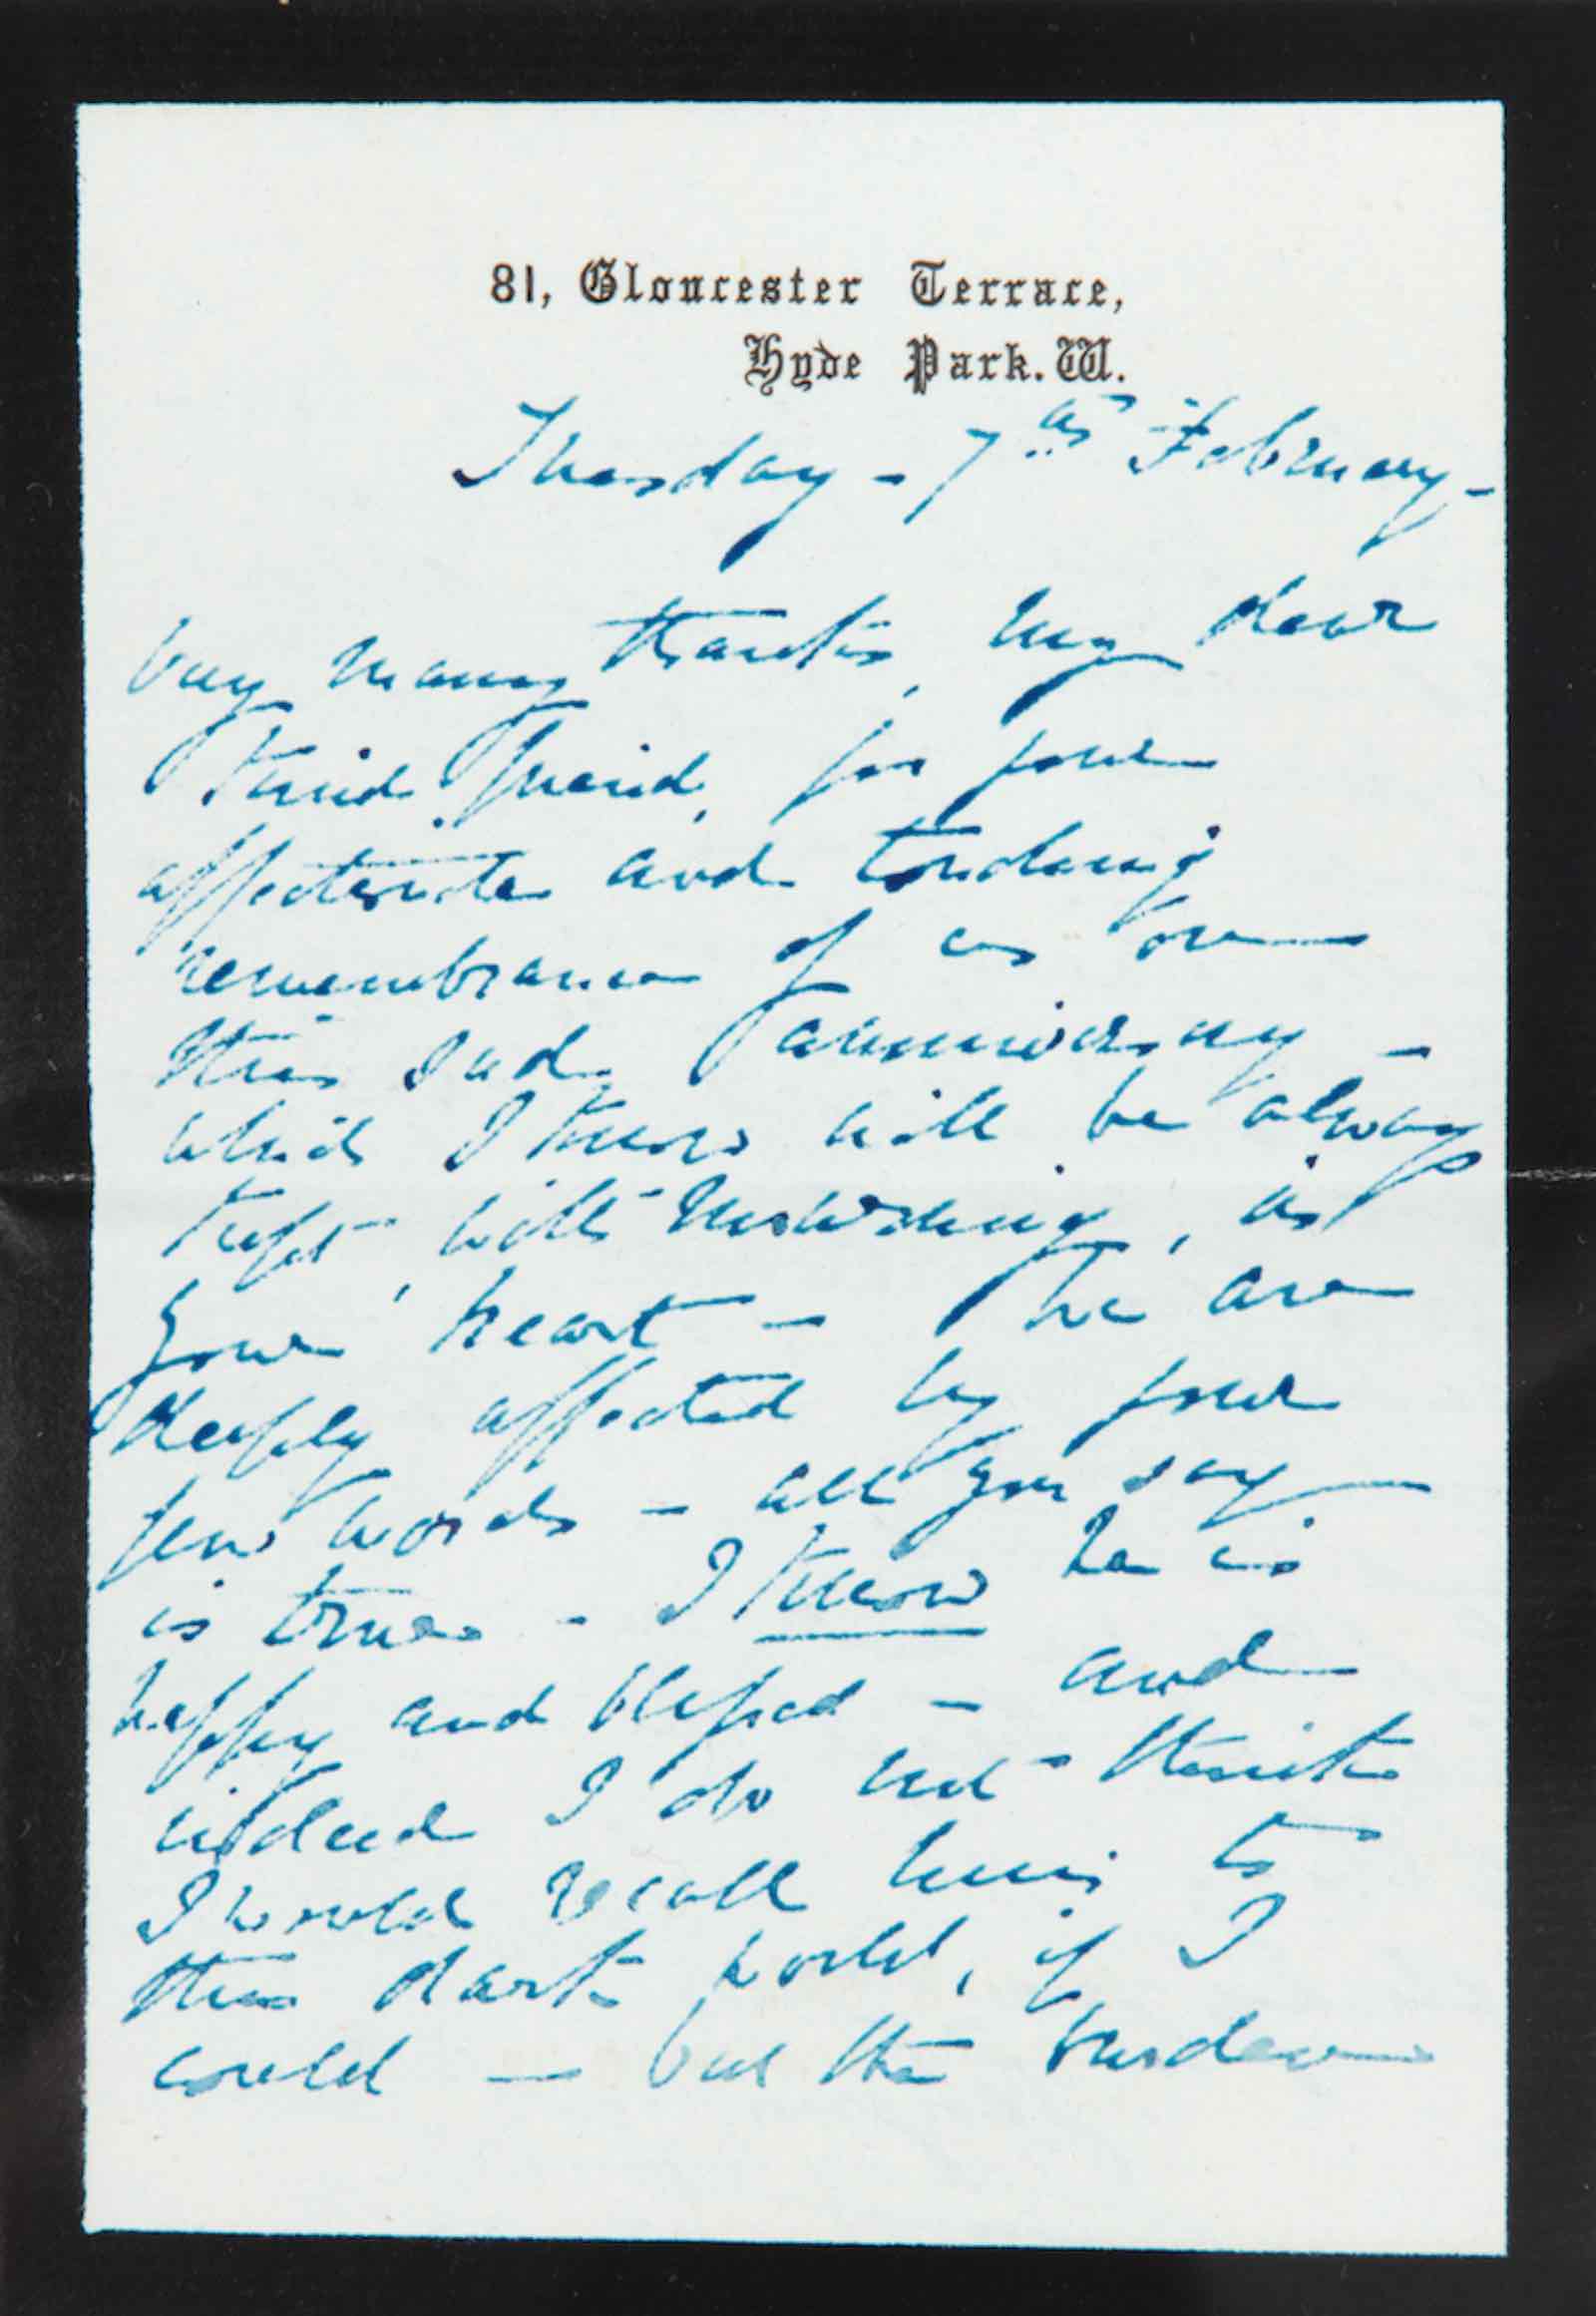 81, Gloucester Terrace,
Hyde Park. W.
Tuesday - 7th February -
Very many thanks, my dear
kind friend, for your
affectionate and touching
remembrance of us on
this sad anniversary -
which I know will be always
kept, with mourning, in
your heart - We are
deeply affected by your
few words - all you say
is true - I know he is
happy and blessed - and
indeed I do not think
I would recall him to
this dark world, if I
could - but the burden